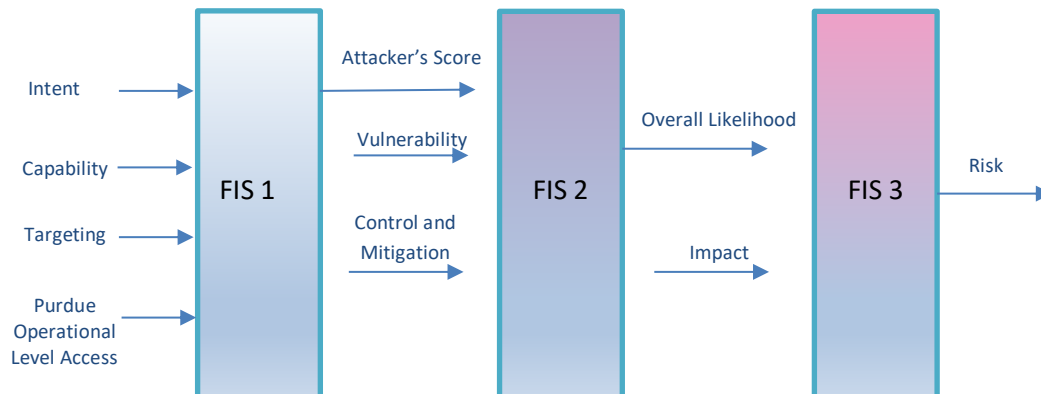 Intent
Capability
Targeting
Purdue
Operational
Level Access
FIS 1
Attacker’s Score
Vulnerability
Control and
Mitigation
FIS 2
Overall Likelihood
Impact
FIS 3
Risk